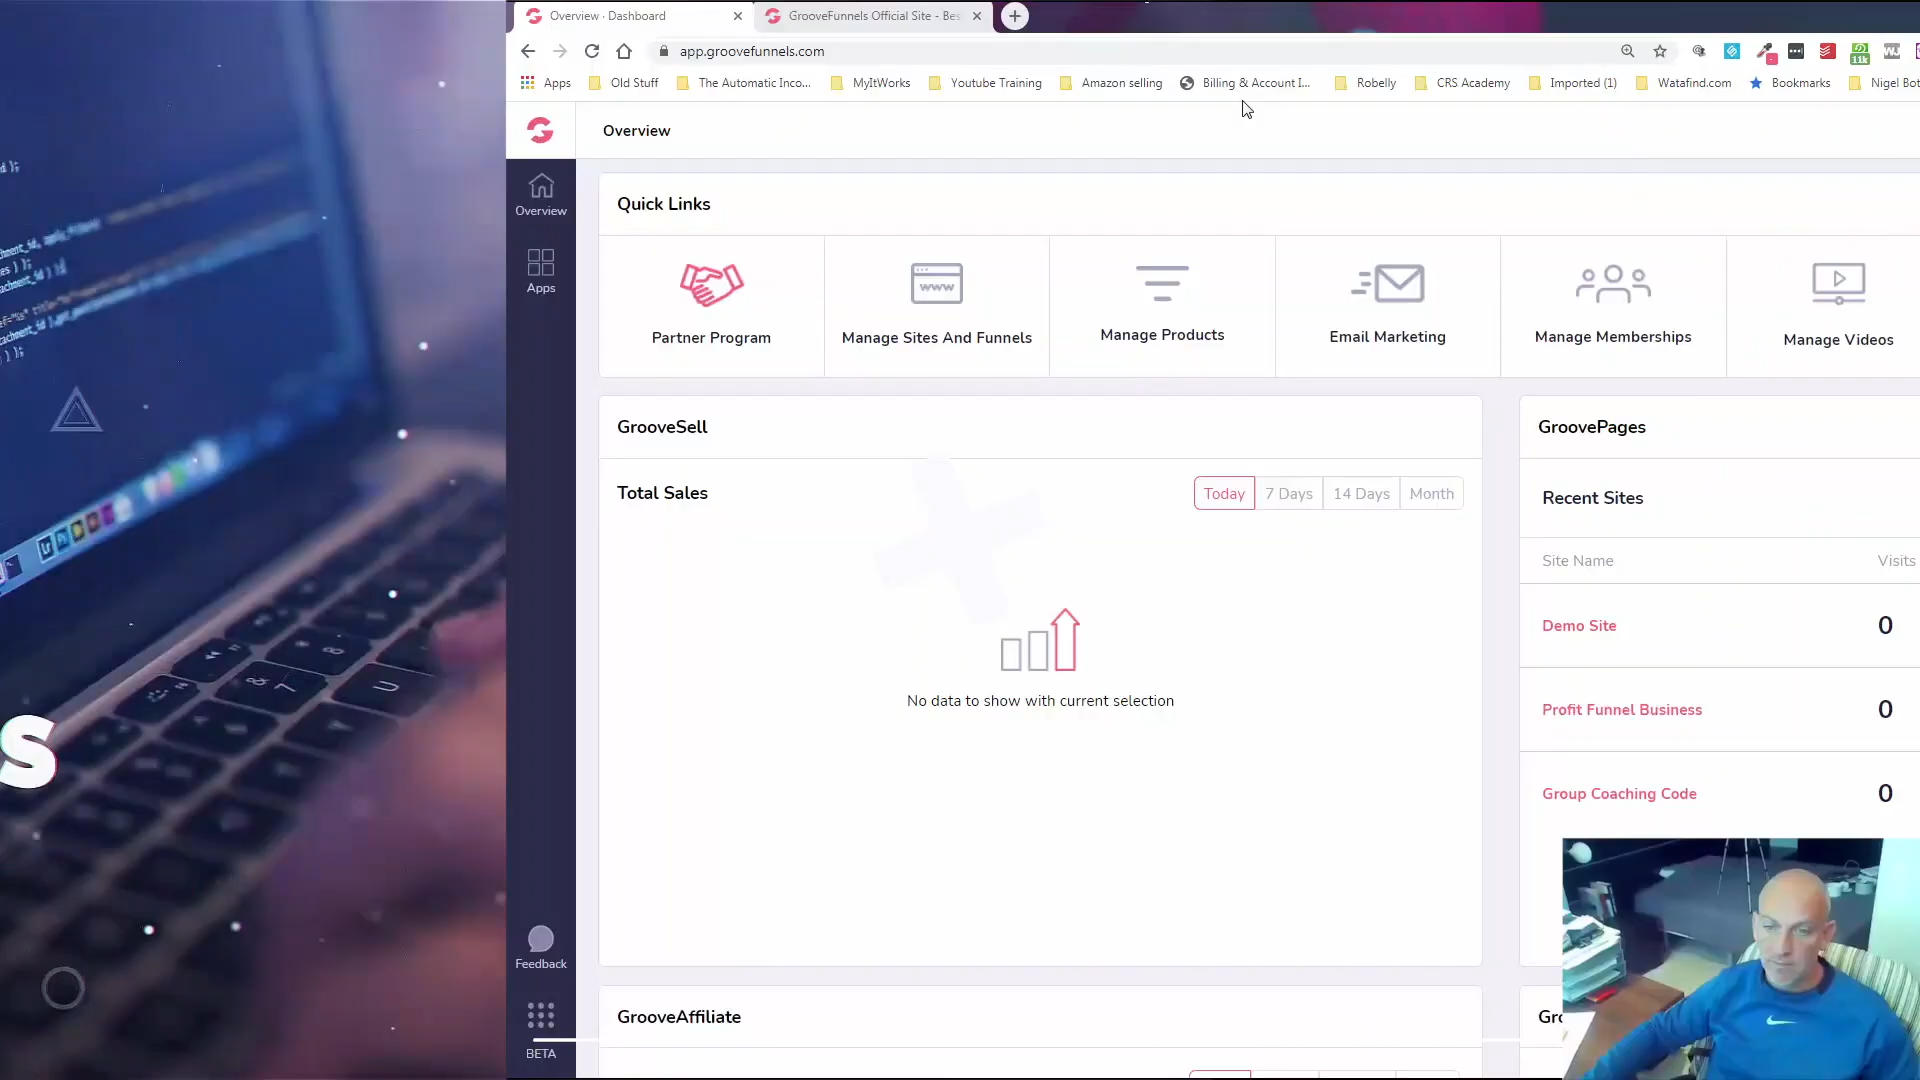 Overview · Dashboard
GrooveFunnels Official Site - Bes
app.groovefunnels.com
Apps
Old Stuff
The Automatic Inco...
MyItWorks
Youtube Training
Amazon selling
Billing & Account I...
Robelly
CRS Academy
Imported (1)
Watafind.com
Bookmarks
Nigel Bot
11k
Overview
Overview
Apps
Feedback
BETA
Quick Links
Partner Program
www
Manage Sites And Funnels
Manage Products
Email Marketing
Manage Memberships
Manage Videos
GrooveSell
Total Sales
Today
7 Days
14 Days
Month
No data to show with current selection
GroovePages
Recent Sites
Site Name
Visits
Demo Site
0
Profit Funnel Business
0
Group Coaching Code
0
GrooveAffiliate
Gro
S